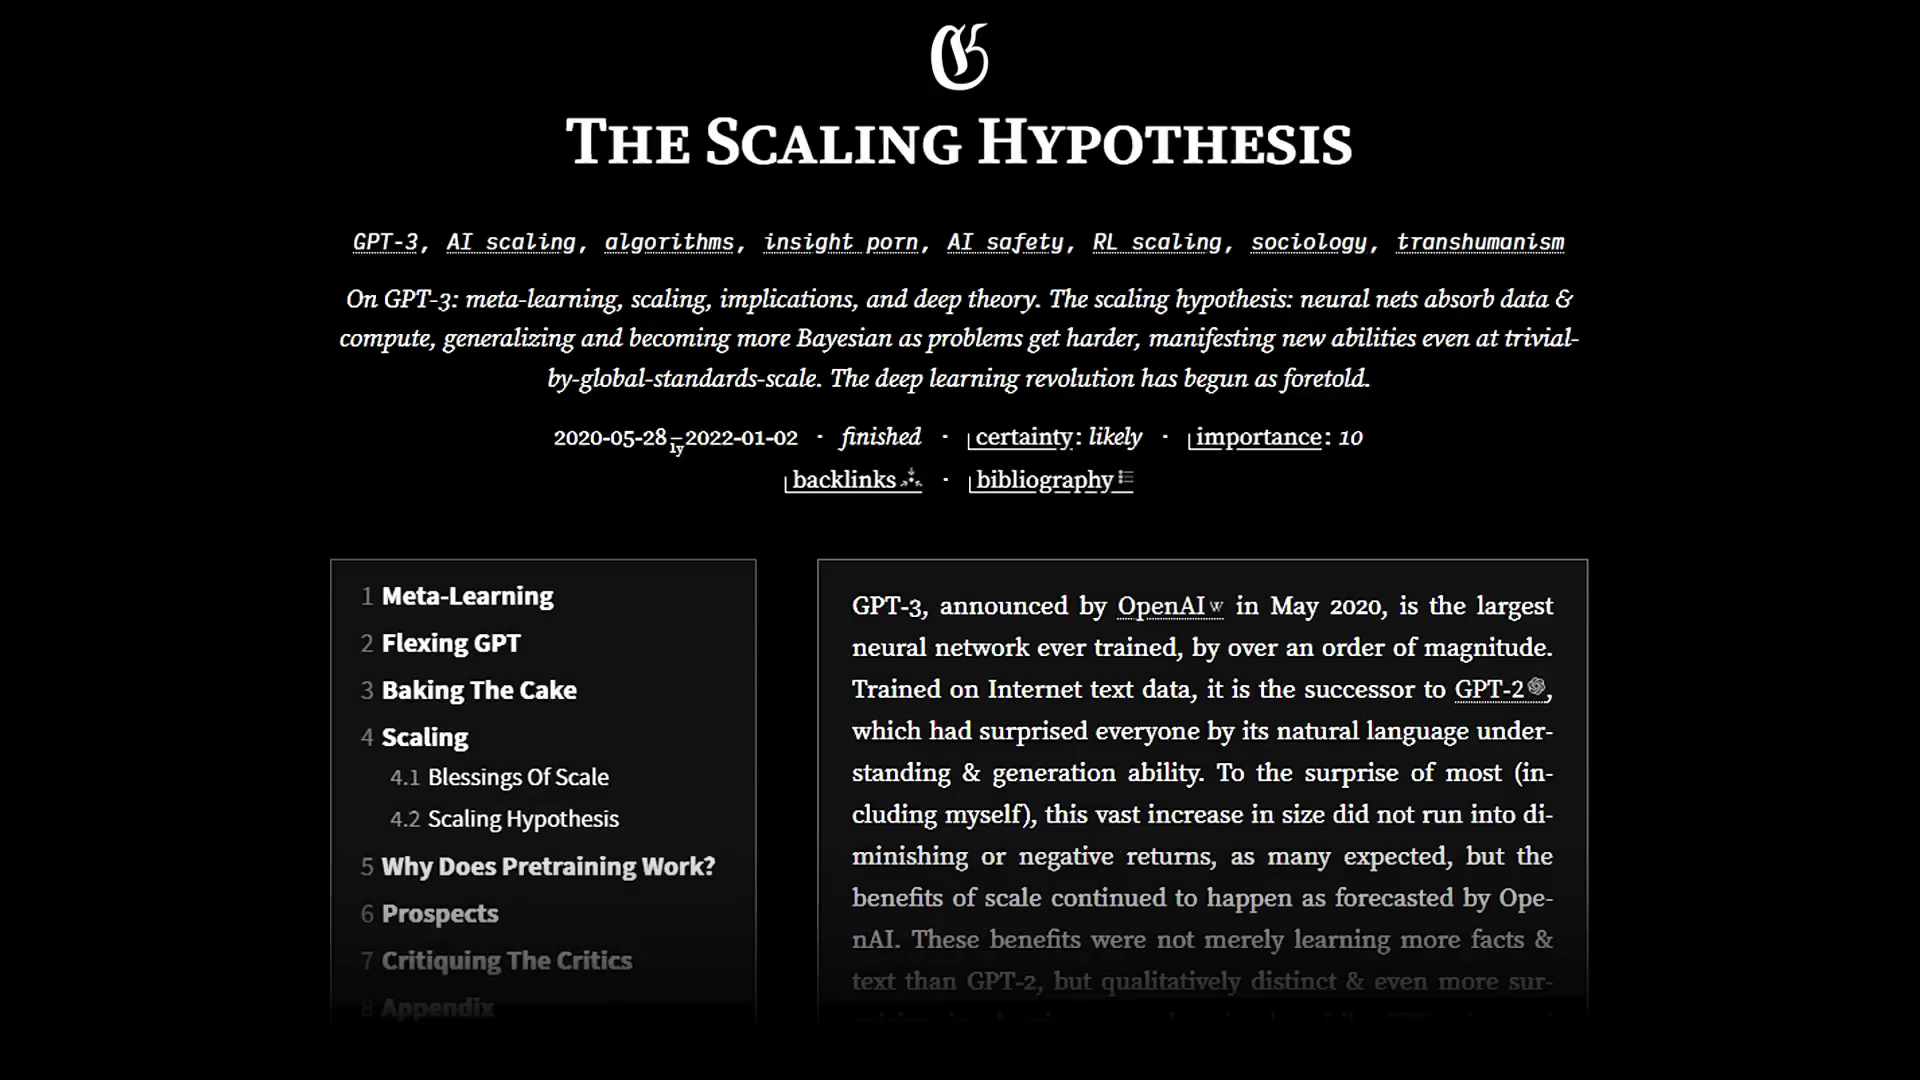 G
THE SCALING HYPOTHESIS
GPT-3, AI scaling, algorithms, insight porn, AI safety, RL scaling, sociology, transhumanism
On GPT-3: meta-learning, scaling, implications, and deep theory. The scaling hypothesis: neural nets absorb data &
compute, generalizing and becoming more Bayesian as problems get harder, manifesting new abilities even at trivial-
by-global-standards-scale. The deep learning revolution has begun as foretold.
2020-05-28–2022-01-02 · finished · certainty: likely · importance: 10
1y
backlinks · bibliography
1 Meta-Learning
2 Flexing GPT
3 Baking The Cake
4 Scaling
4.1 Blessings Of Scale
4.2 Scaling Hypothesis
5 Why Does Pretraining Work?
6 Prospects
7 Critiquing The Critics
8 Appendix
GPT-3, announced by OpenAI W in May 2020, is the largest
neural network ever trained, by over an order of magnitude.
Trained on Internet text data, it is the successor to GPT-2,
which had surprised everyone by its natural language under-
standing & generation ability. To the surprise of most (in-
cluding myself), this vast increase in size did not run into di-
minishing or negative returns, as many expected, but the
benefits of scale continued to happen as forecasted by Ope-
nAI. These benefits were not merely learning more facts &
text than GPT-2, but qualitatively distinct & even more sur-